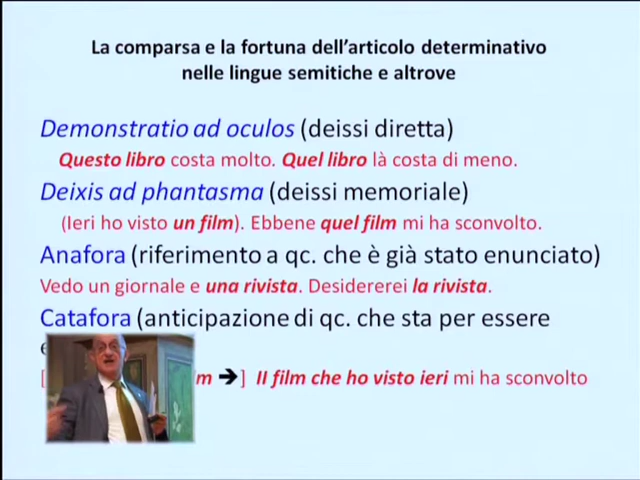 La comparsa e la fortuna dell'articolo determinativo
nelle lingue semitiche e altrove
Demonstratio ad oculos (deissi diretta)
Questo libro costa molto. Quel libro là costa di meno.
Deixis ad phantasma (deissi memoriale)
(Ieri ho visto un film). Ebbene quel film mi ha sconvolto.
Anafora (riferimento a qc. che è già stato enunciato)
Vedo un giornale e una rivista. Desidererei la rivista.
Catafora (anticipazione di qc. che sta per essere
➔] Il film che ho visto ieri mi ha sconvolto